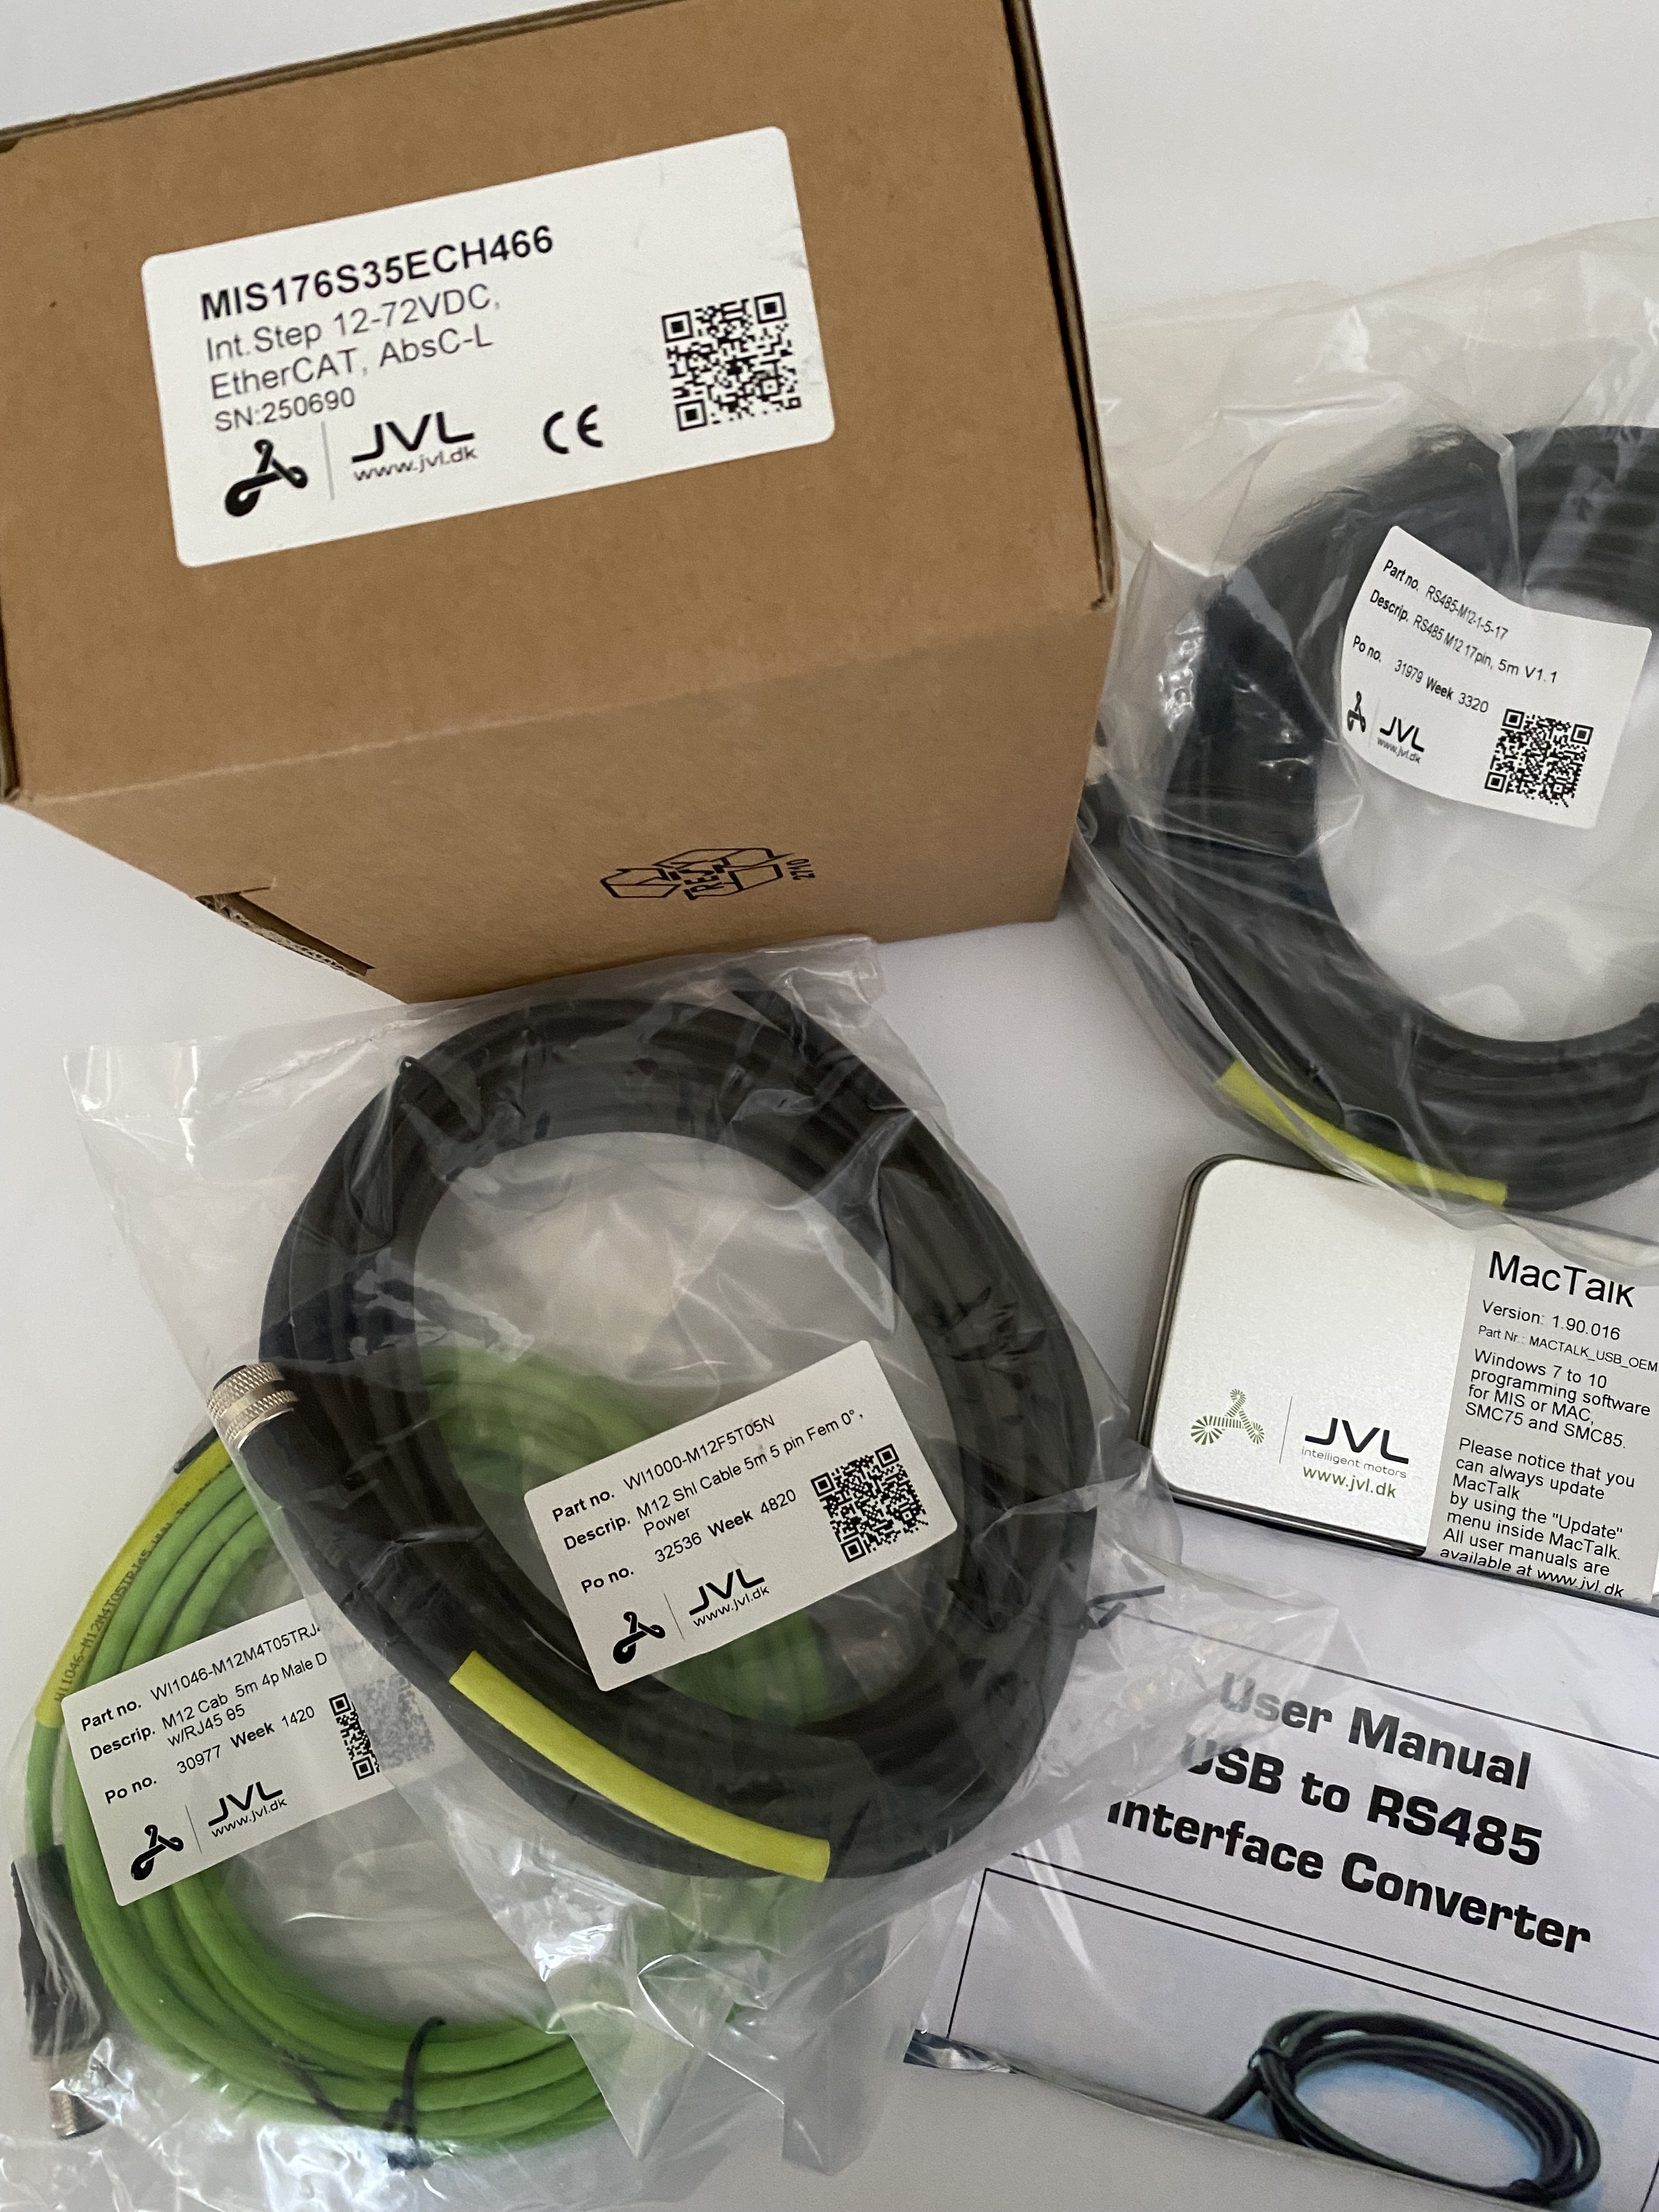 MIS176S35ECH466
Int.Step 12-72VDC,
EtherCAT, AbsC-L
SN:250690
JVL
www.jvl.dk
CE
RESY
2710
Part no. RS485-M12-1-5-17
Descrip. RS485 M12 17pin, 5m V1.1
Po no. 31979 Week 3320
JVL
www.jvl.dk
MacTalk
Version: 1.90.016
Part Nr.: MACTALK_USB_OEM
Windows 7 to 10
programming software
for MIS or MAC,
SMC75 and SMC85.
Please notice that you
can always update
MacTalk
by using the "Update"
menu inside MacTalk.
All user manuals are
available at www.jvl.dk
JVL
intelligent motors
www.jvl.dk
Part no. WI1000-M12F5T05N
Descrip. M12 Shl Cable 5m 5 pin Fem 0°,
Power
Po no. 32536 Week 4820
JVL
www.jvl.dk
WI1046-M12M4T05TRJ45
Part no. WI1046-M12M4T05TRJ4
Descrip. M12 Cab 5m 4p Male D
w/RJ45 85
Po no. 30977 Week 1420
JVL
www.jvl.dk
User Manual
USB to RS485
Interface Converter